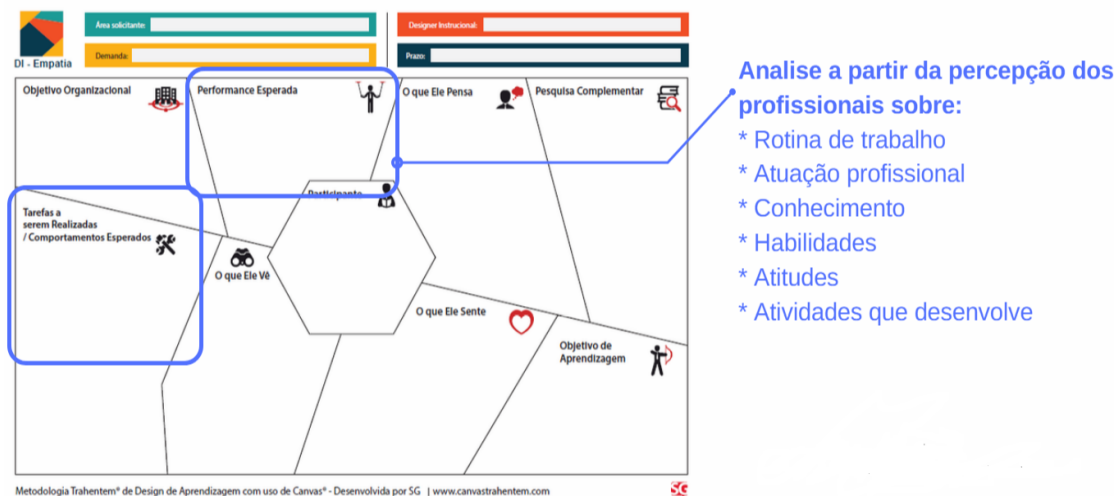 Área solicitante:
Designer Instrucional:
DI - Empatia
Demanda:
Prazo:
Objetivo Organizacional
Performance Esperada
O que Ele Pensa
Pesquisa Complementar
Participante
Tarefas a
serem Realizadas
/ Comportamentos Esperados
O que Ele Vê
O que Ele Sente
Objetivo de
Aprendizagem
Metodologia Trahentem® de Design de Aprendizagem com uso de Canvas® - Desenvolvida por SG | www.canvastrahentem.com
SG
Analise a partir da percepção dos
profissionais sobre:
* Rotina de trabalho
* Atuação profissional
* Conhecimento
* Habilidades
* Atitudes
* Atividades que desenvolve